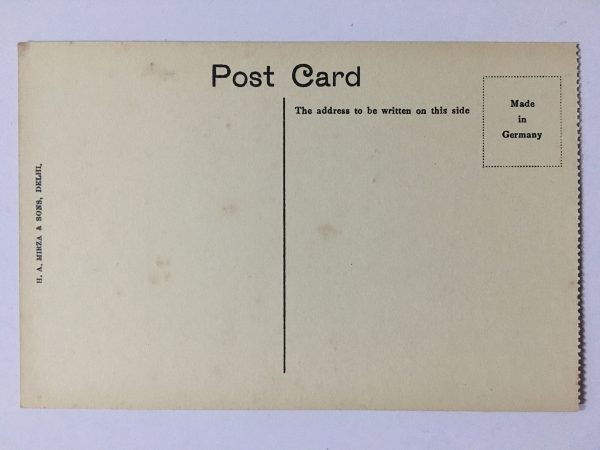 Post Card
The address to be written on this side
Made
in
Germany
H. A. MIRZA & SONS, DELHI.